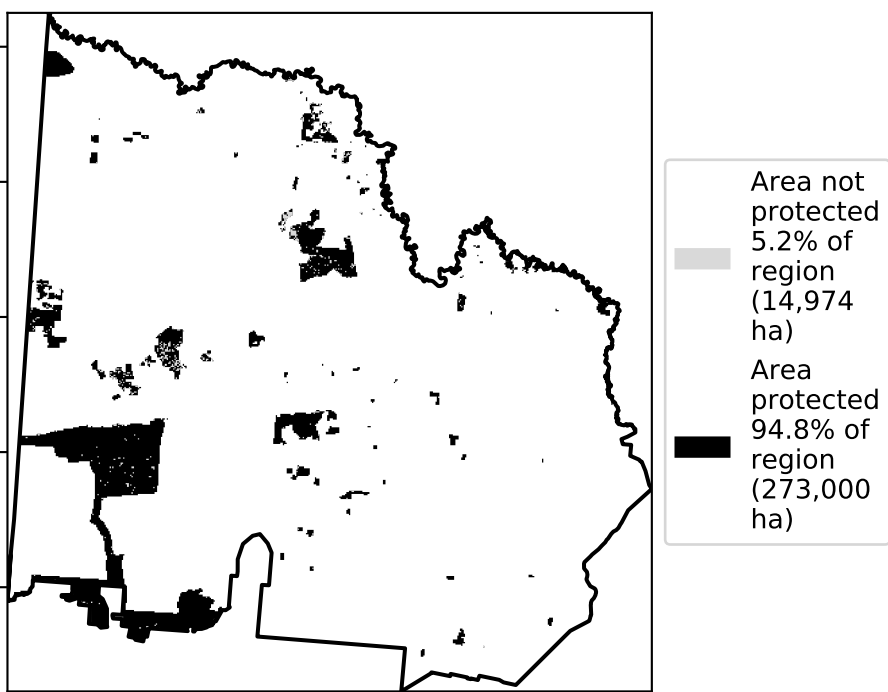 Area not
protected
5.2% of
region
(14,974
ha)
Area
protected
94.8% of
region
(273,000
ha)